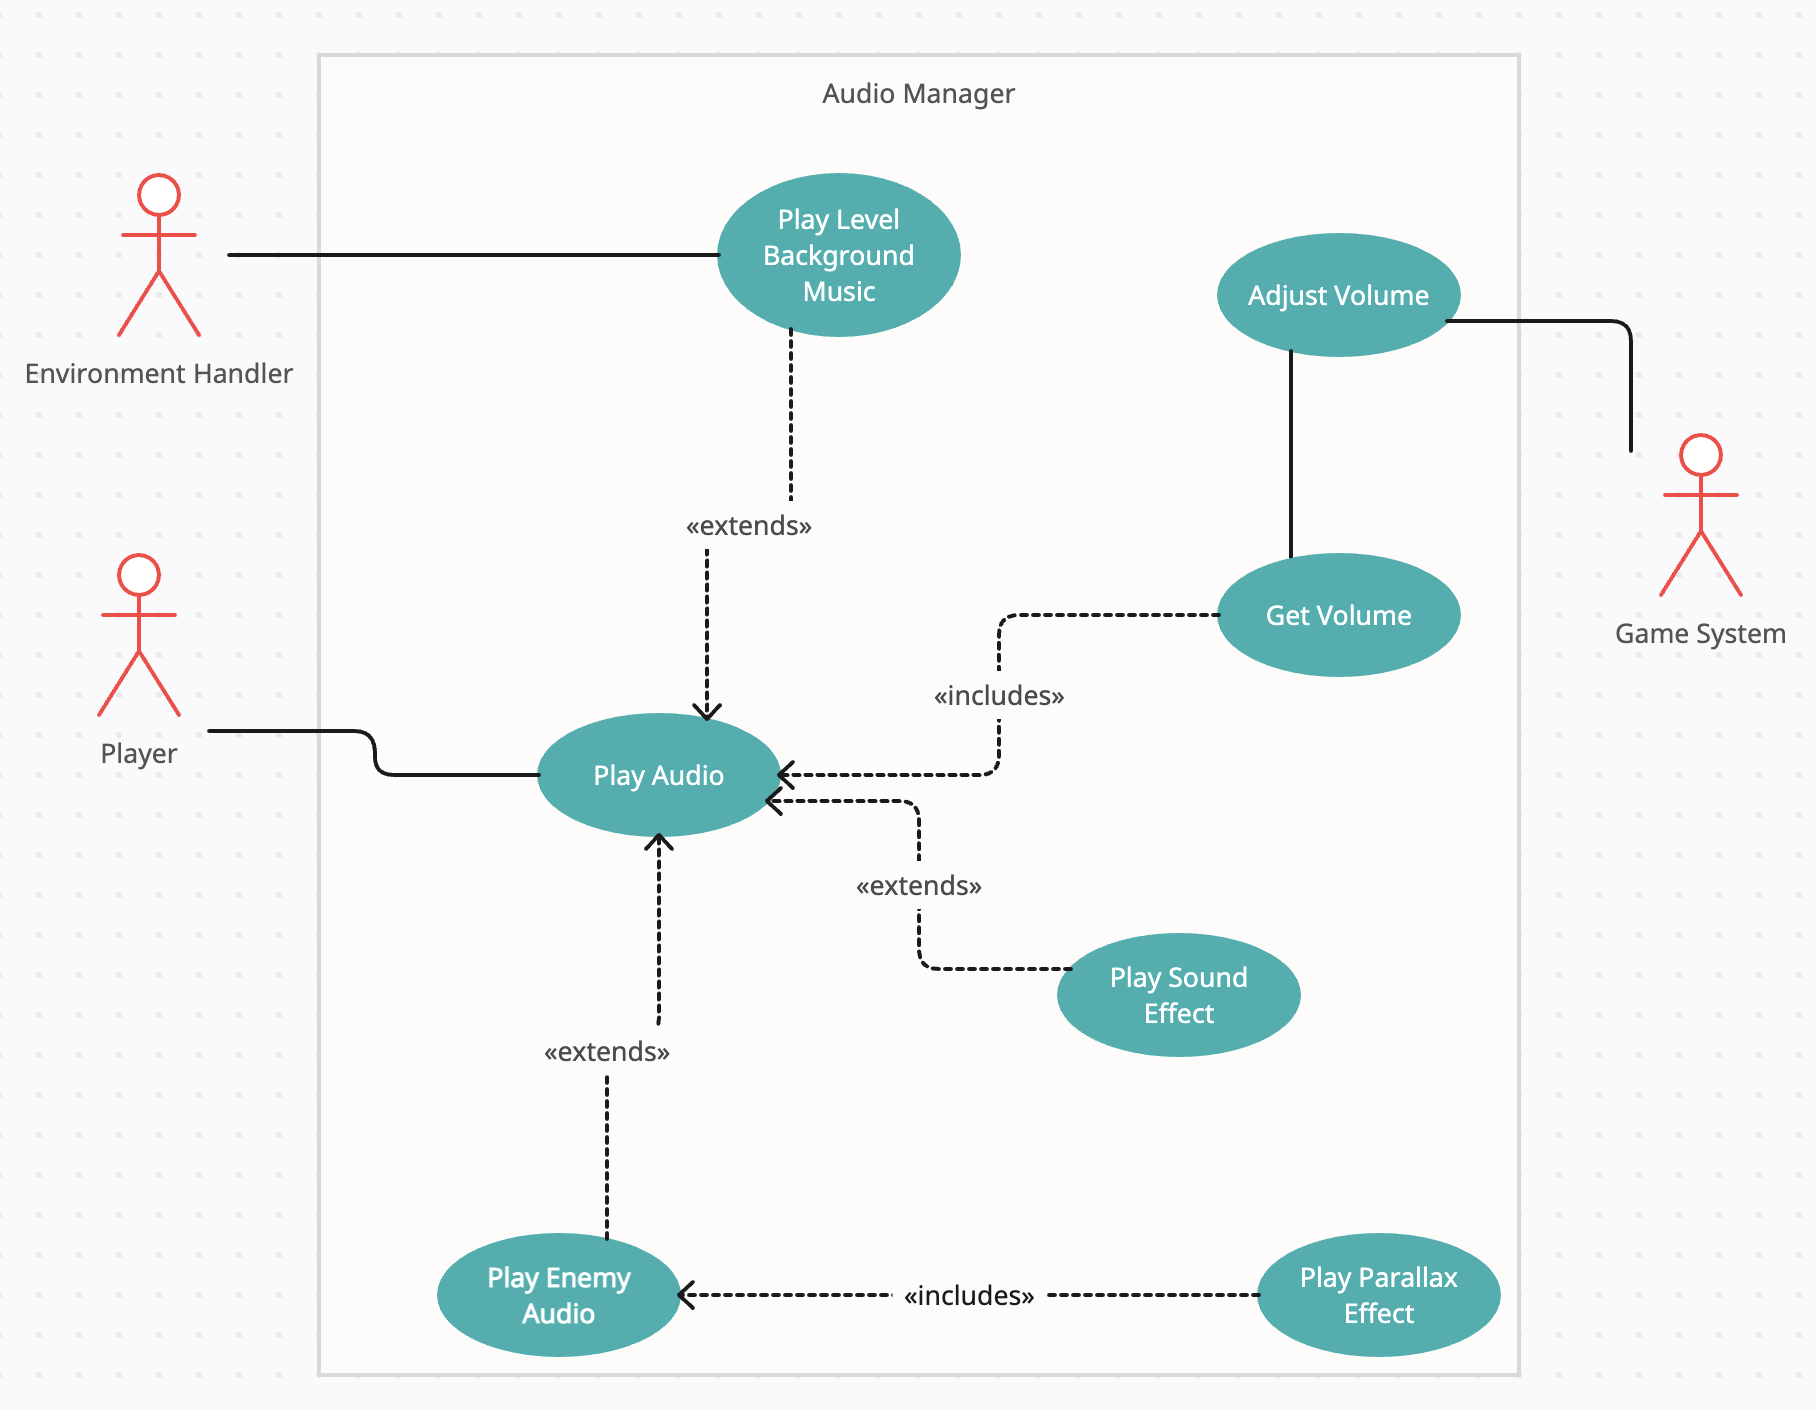 Audio Manager
Play Level
Background
Music
Adjust Volume
Environment Handler
«extends»
Get Volume
Game System
«includes»
Player
Play Audio
«extends»
Play Sound
Effect
«extends»
Play Enemy
Audio
«includes»
Play Parallax
Effect